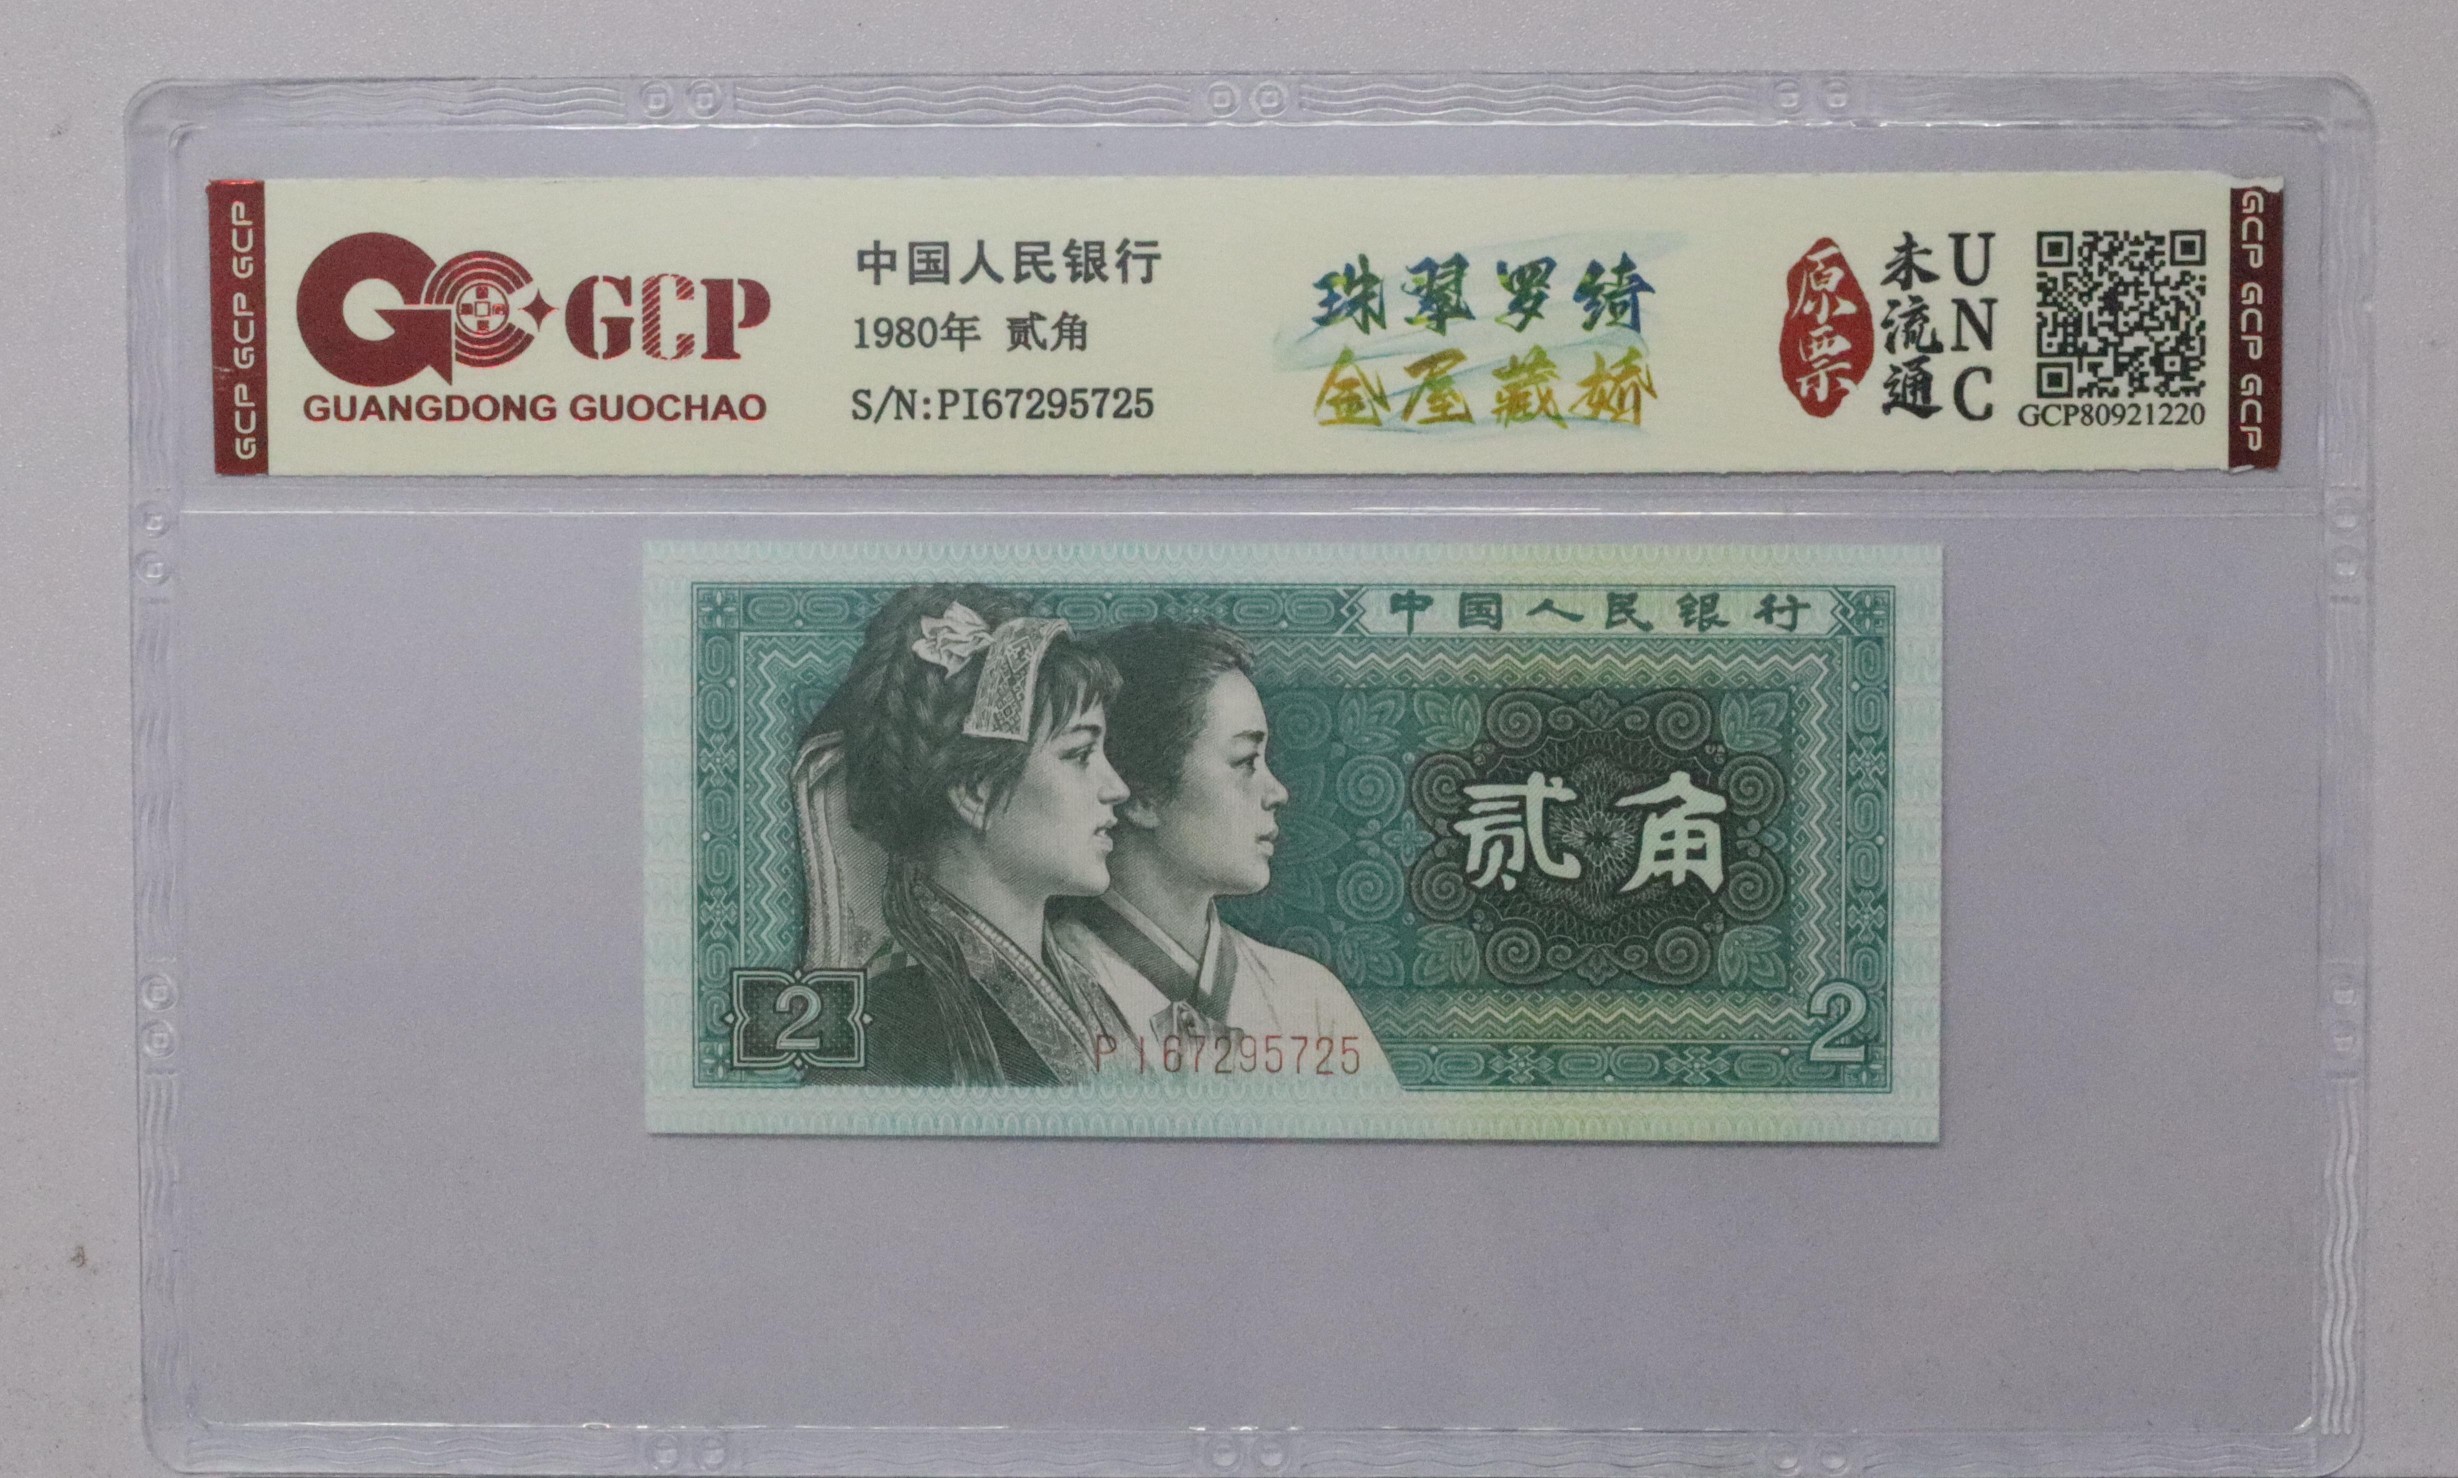 GCP GCP GCP
GCP
GUANGDONG GUOCHAO
中国人民银行
1980年 贰角
S/N:PI67295725
珠翠罗绮
金屋藏娇
原票
未流通
UNC
GCP80921220
GCP GCP GCP
中国人民银行
贰角
2
PI67295725
2